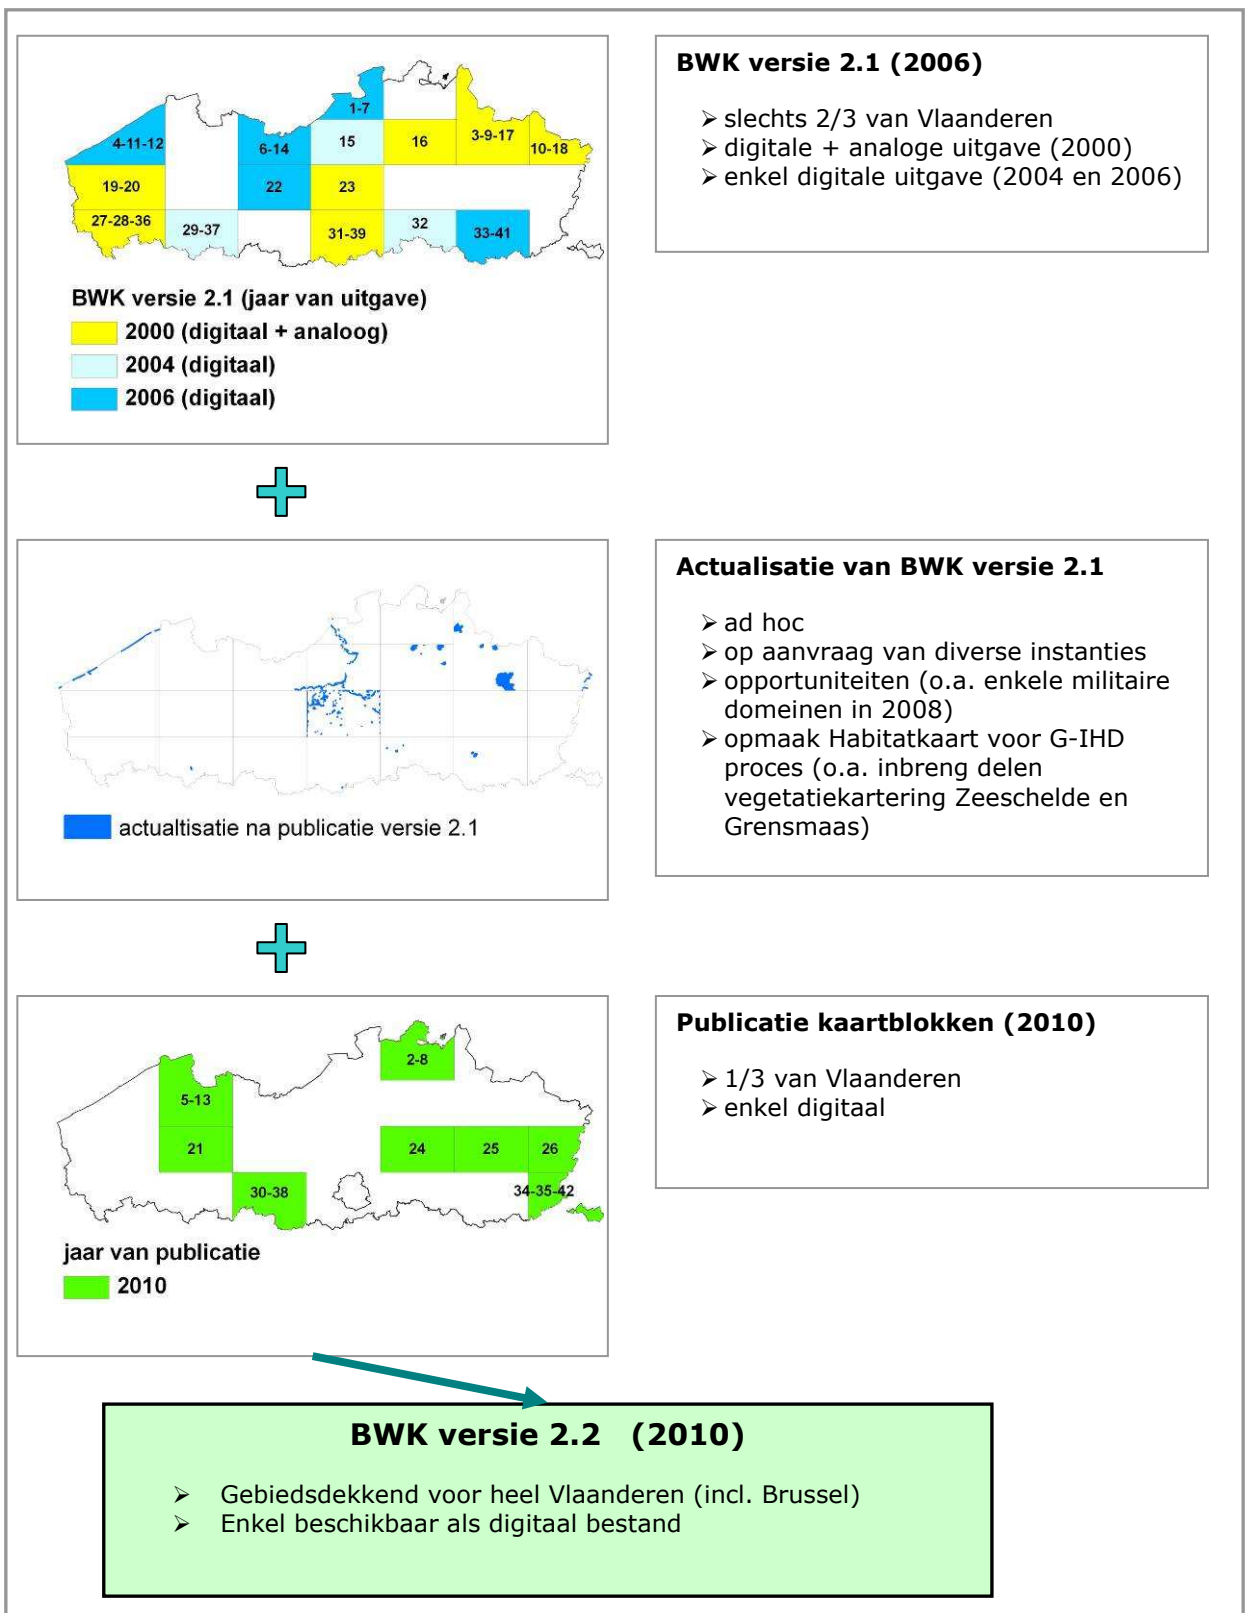 1-7
4-11-12
6-14
15
16
3-9-17
10-18
19-20
22
23
27-28-36
29-37
31-39
32
33-41
BWK versie 2.1 (jaar van uitgave)
2000 (digitaal + analoog)
2004 (digitaal)
2006 (digitaal)
BWK versie 2.1 (2006)
➢ slechts 2/3 van Vlaanderen
➢ digitale + analoge uitgave (2000)
➢ enkel digitale uitgave (2004 en 2006)
actualtisatie na publicatie versie 2.1
Actualisatie van BWK versie 2.1
➢ ad hoc
➢ op aanvraag van diverse instanties
➢ opportuniteiten (o.a. enkele militaire
domeinen in 2008)
➢ opmaak Habitatkaart voor G-IHD
proces (o.a. inbreng delen
vegetatiekartering Zeeschelde en
Grensmaas)
2-8
5-13
21
24
25
26
30-38
34-35-42
jaar van publicatie
2010
Publicatie kaartblokken (2010)
➢ 1/3 van Vlaanderen
➢ enkel digitaal
BWK versie 2.2 (2010)
➢ Gebiedsdekkend voor heel Vlaanderen (incl. Brussel)
➢ Enkel beschikbaar als digitaal bestand